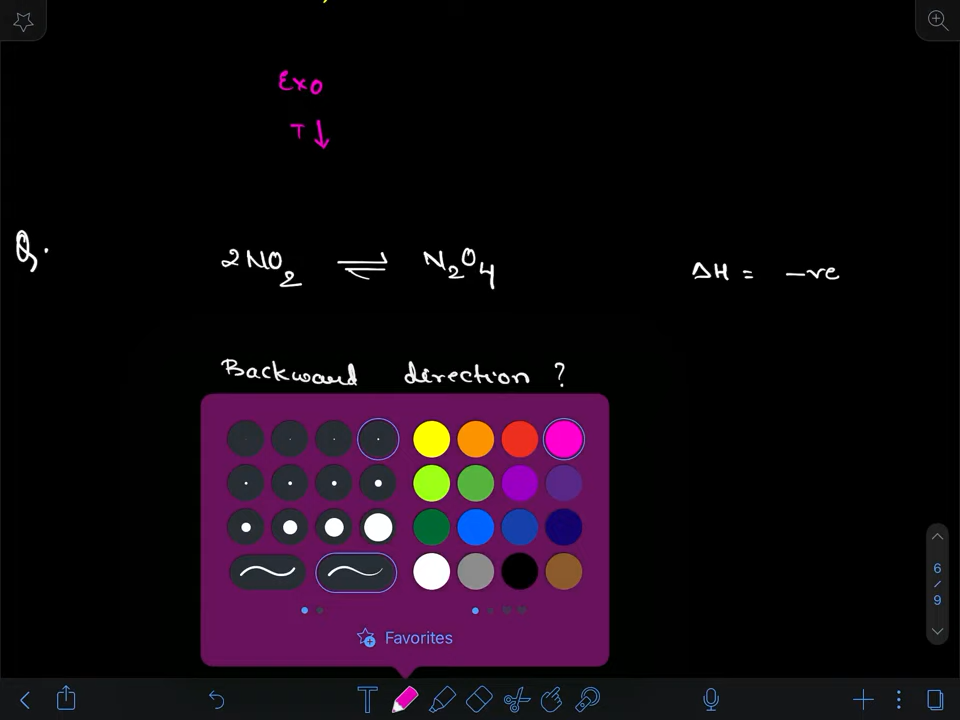 Exo
T↓
Q. 2NO₂ ⇌ N₂O₄ ΔH = -ve
Backward direction ?
Favorites
6/9
T